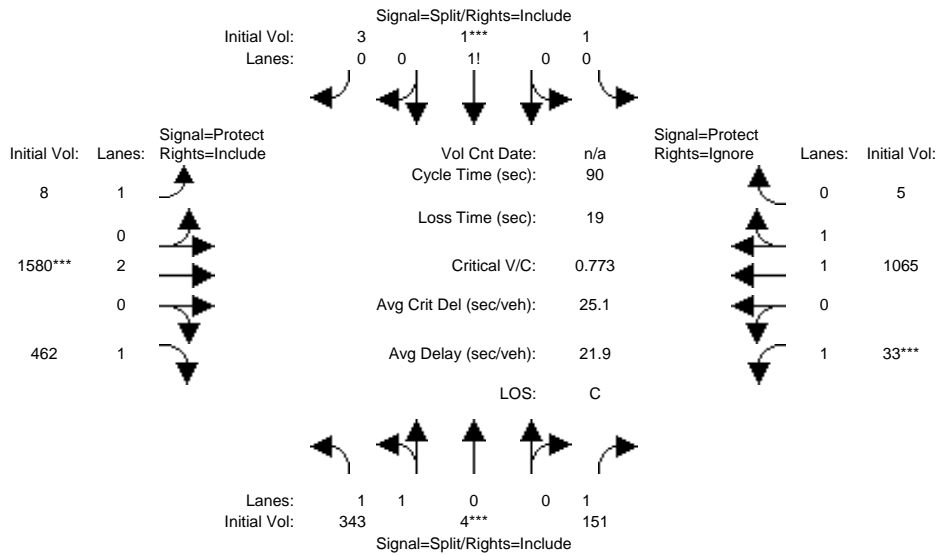 Signal=Split/Rights=Include
Initial Vol: 3 1*** 1
Lanes: 0 0 1! 0 0
Signal=Protect
Initial Vol: Lanes: Rights=Include
Vol Cnt Date: n/a
Signal=Protect
Rights=Ignore Lanes: Initial Vol:
Cycle Time (sec): 90
8 1
0 5
Loss Time (sec): 19
0
1
1580*** 2 Critical V/C: 0.773 1 1065
0 Avg Crit Del (sec/veh): 25.1 0
462 1 Avg Delay (sec/veh): 21.9 1 33***
LOS: C
Lanes: 1 1 0 0 1
Initial Vol: 343 4*** 151
Signal=Split/Rights=Include